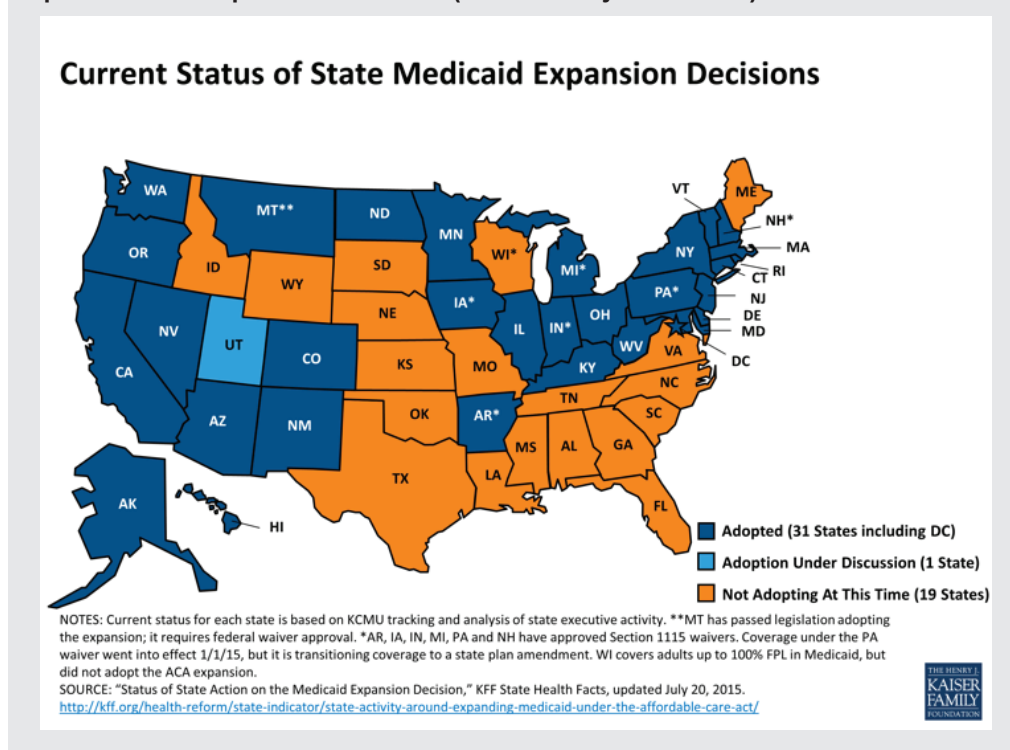 Current Status of State Medicaid Expansion Decisions
WA
MT**
ND
MN
VT
ME
NH*
OR
ID
SD
WI*
MI*
NY
MA
RI
CT
WY
IA*
PA*
NJ
NE
OH
DE
NV
UT
IL
IN*
MD
CO
WV
VA
DC
CA
KS
MO
KY
NC
TN
AZ
NM
OK
AR*
SC
MS
AL
GA
TX
LA
AK
FL
HI
Adopted (31 States including DC)
Adoption Under Discussion (1 State)
Not Adopting At This Time (19 States)
NOTES: Current status for each state is based on KCMU tracking and analysis of state executive activity. **MT has passed legislation adopting
the expansion; it requires federal waiver approval. *AR, IA, IN, MI, PA and NH have approved Section 1115 waivers. Coverage under the PA
waiver went into effect 1/1/15, but it is transitioning coverage to a state plan amendment. WI covers adults up to 100% FPL in Medicaid, but
did not adopt the ACA expansion.
SOURCE: "Status of State Action on the Medicaid Expansion Decision," KFF State Health Facts, updated July 20, 2015.
http://kff.org/health-reform/state-indicator/state-activity-around-expanding-medicaid-under-the-affordable-care-act/
THE HENRY J.
KAISER
FAMILY
FOUNDATION